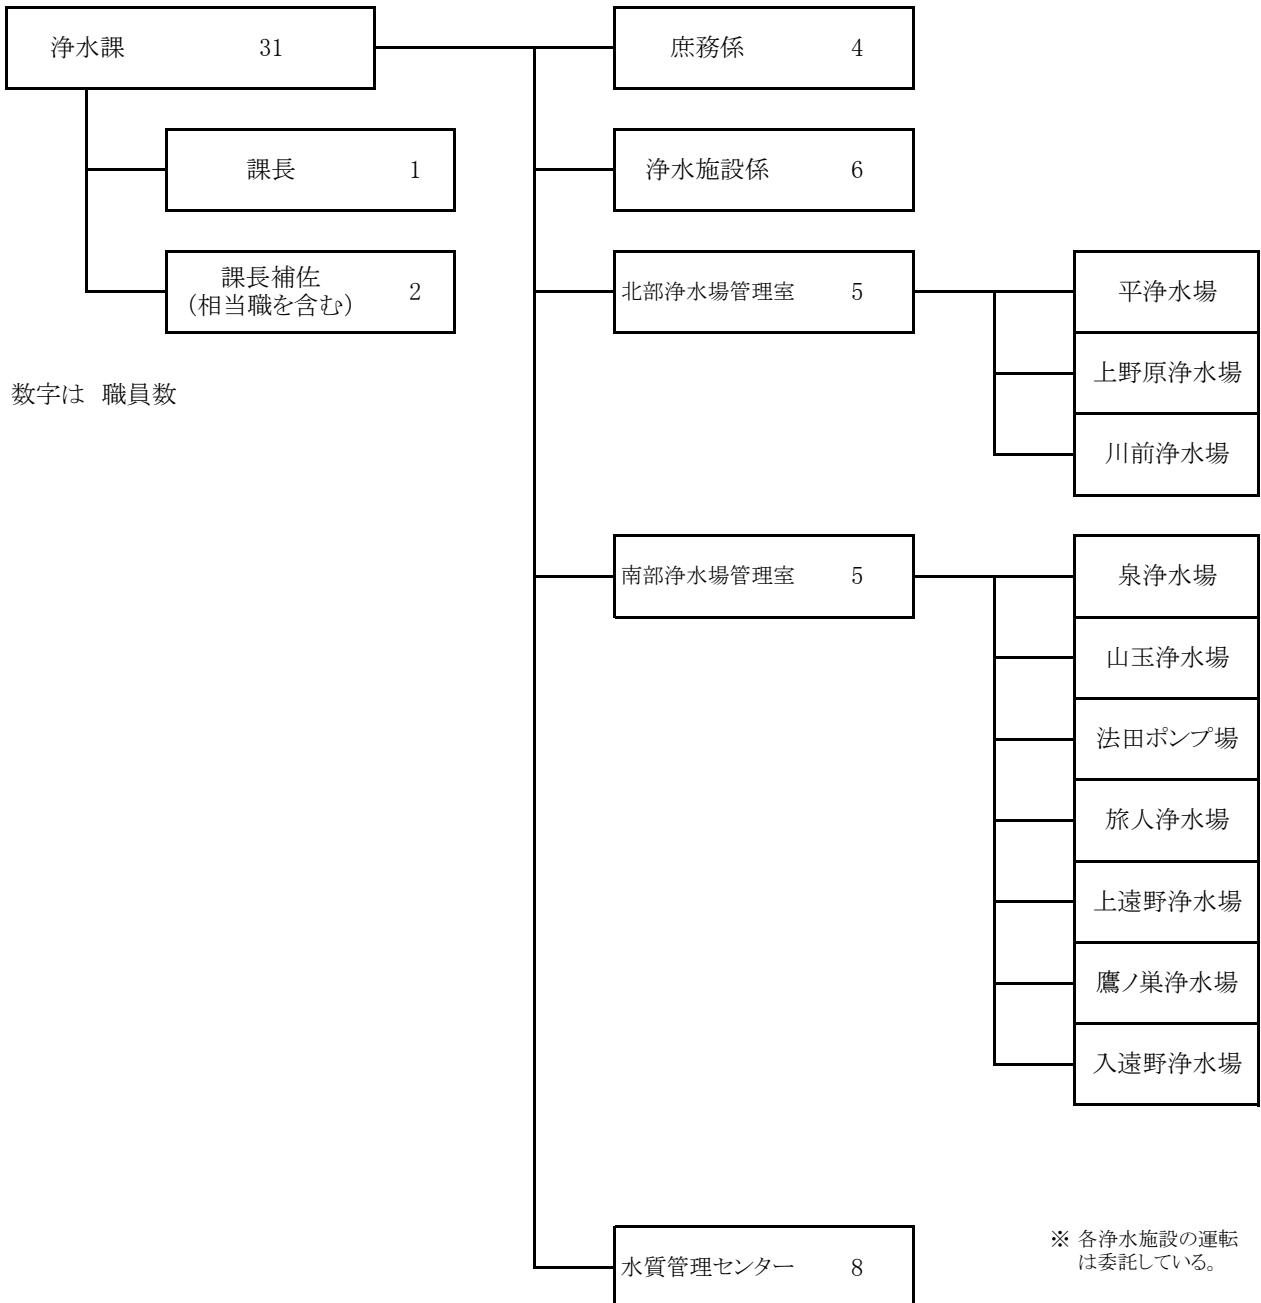 浄水課 31
庶務係 4
課長 1
浄水施設係 6
課長補佐
（相当職を含む） 2
北部浄水場管理室 5
平浄水場
上野原浄水場
川前浄水場
数字は 職員数
南部浄水場管理室 5
泉浄水場
山玉浄水場
法田ポンプ場
旅人浄水場
上遠野浄水場
鷹ノ巣浄水場
入遠野浄水場
水質管理センター 8
※ 各浄水施設の運転
は委託している。